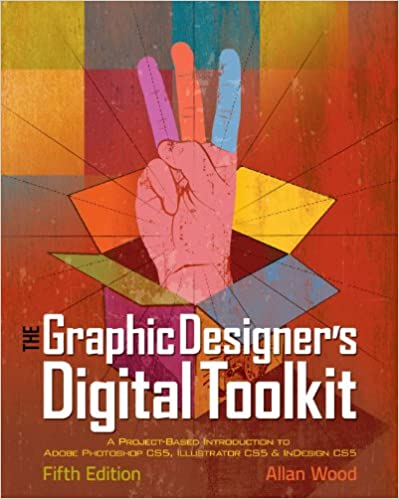 THE
Graphic Designer's
Digital Toolkit
A Project-Based Introduction to
Adobe Photoshop CS5, Illustrator CS5 & InDesign CS5
Fifth Edition Allan Wood